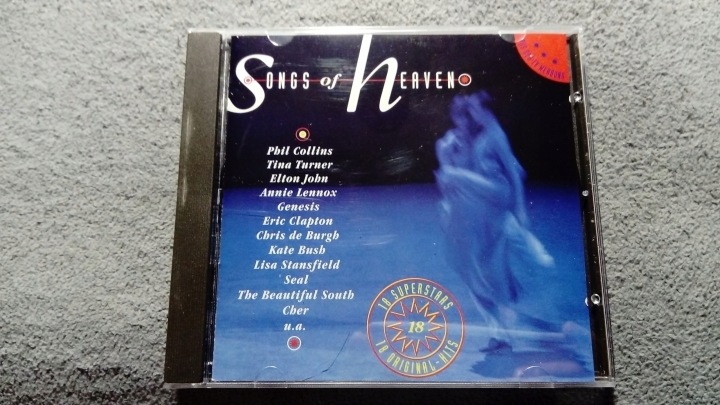 SONGS of HEAVEN
Phil Collins
Tina Turner
Elton John
Annie Lennox
Genesis
Eric Clapton
Chris de Burgh
Kate Bush
Lisa Stansfield
Seal
The Beautiful South
Cher
u.a.
18 SUPERSTARS
18
18 ORIGINAL-HITS